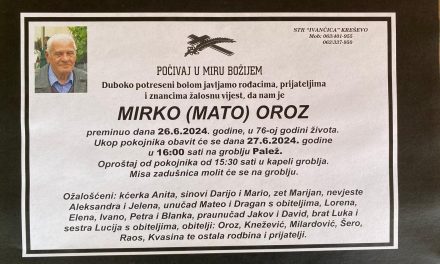 STR "IVANČICA" KREŠEVO
Mob: 063/401-955
062/337-950
POČIVAJ U MIRU BOŽIJEM
Duboko potreseni bolom javljamo rođacima, prijateljima
i znancima žalosnu vijest, da nam je
MIRKO (MATO) OROZ
preminuo dana 26.6.2024. godine, u 76-oj godini života.
Ukop pokojnika obavit će se dana 27.6.2024. godine
u 16:00 sati na groblju Palež.
Oproštaj od pokojnika od 15:30 sati u kapeli groblja.
Misa zadušnica molit će se na groblju.
Ožalošćeni: kćerka Anita, sinovi Darijo i Mario, zet Marijan, nevjeste
Aleksandra i Jelena, unučad Mateo i Dragan s obiteljima, Lorena,
Elena, Ivano, Petra i Blanka, praunučad Jakov i David, brat Luka i
sestra Lucija s obiteljima, obitelji: Oroz, Knežević, Milardović, Šero,
Raos, Kvasina te ostala rodbina i prijatelji.